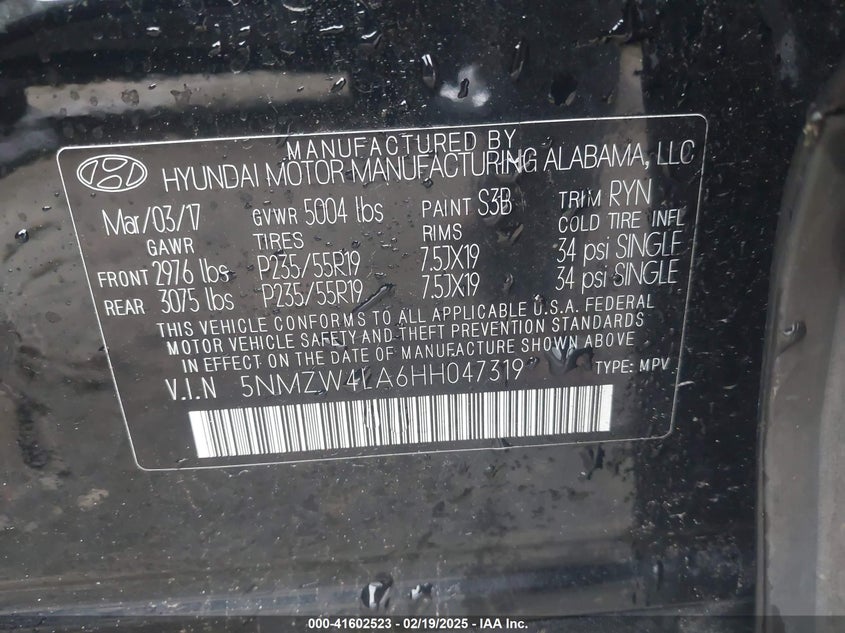 MANUFACTURED BY
HYUNDAI MOTOR MANUFACTURING ALABAMA, LLC
Mar/03/17 GVWR 5004 lbs PAINT S3B TRIM RYN
GAWR TIRES RIMS COLD TIRE INFL
FRONT 2976 lbs P235/55R19 7.5JX19 34 psi SINGLE
REAR 3075 lbs P235/55R19 7.5JX19 34 psi SINGLE
THIS VEHICLE CONFORMS TO ALL APPLICABLE U.S.A. FEDERAL
MOTOR VEHICLE SAFETY AND THEFT PREVENTION STANDARDS
IN EFFECT ON THE DATE OF MANUFACTURE SHOWN ABOVE
V.I.N 5NMZW4LA6HH047319 TYPE: MPV
000-41602523 - 02/19/2025 - IAA Inc.